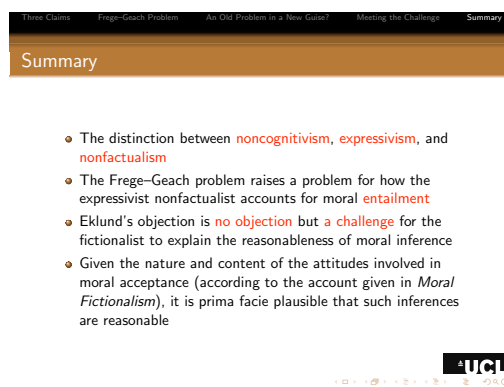 Three Claims Frege–Geach Problem An Old Problem in a New Guise? Meeting the Challenge Summary
Summary
The distinction between noncognitivism, expressivism, and
nonfactualism
The Frege–Geach problem raises a problem for how the
expressivist nonfactualist accounts for moral entailment
Eklund's objection is no objection but a challenge for the
fictionalist to explain the reasonableness of moral inference
Given the nature and content of the attitudes involved in
moral acceptance (according to the account given in Moral
Fictionalism), it is prima facie plausible that such inferences
are reasonable
UCL